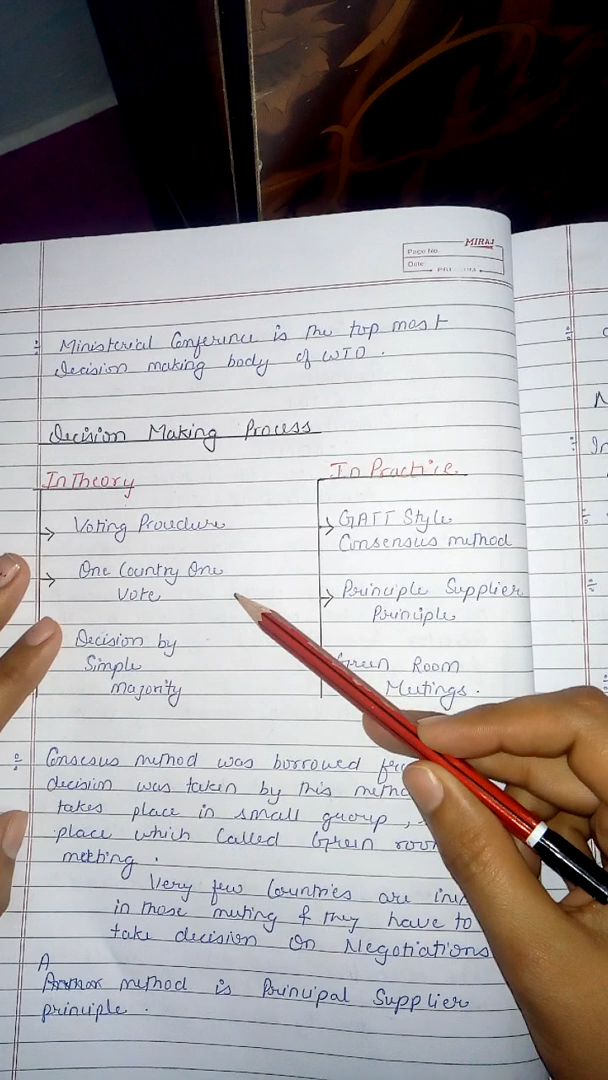 MIRAJ
Page No.
Date:
Ministerial Conference is the top most
decision making body of WTO.
Decision Making Process
In Theory
Voting Procedure
One Country One
Vote
Decision by
Simple
majority
In Practice
GATT Style
Consensus method
Principle Supplier
Principle
Green Room
Meetings.
Conscous method was borrowed
decision was taken by this
takes place in small group,
place which Called Green
meeting.
Very few Countries are
in those muting & they have to
take decision On Negotiations
A
method is Principal Supplier
principle.